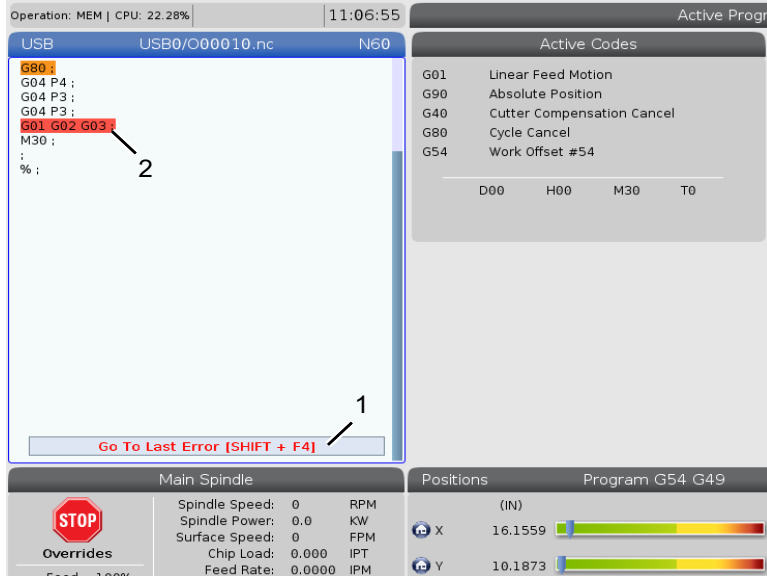 Operation: MEM | CPU: 22.28%
11:06:55
Active Progr
USB USB0/O00010.nc N60
G80 ;
G04 P4 ;
G04 P3 ;
G04 P3 ;
G01 G02 G03 ;
M30 ;
;
% ;
2
1
Go To Last Error [SHIFT + F4]
Active Codes
G01 Linear Feed Motion
G90 Absolute Position
G40 Cutter Compensation Cancel
G80 Cycle Cancel
G54 Work Offset #54
D00 H00 M30 T0
Main Spindle
STOP
Overrides
Feed 100%
Spindle Speed: 0 RPM
Spindle Power: 0.0 KW
Surface Speed: 0 FPM
Chip Load: 0.000 IPT
Feed Rate: 0.0000 IPM
Positions Program G54 G49
(IN)
X 16.1559
Y 10.1873